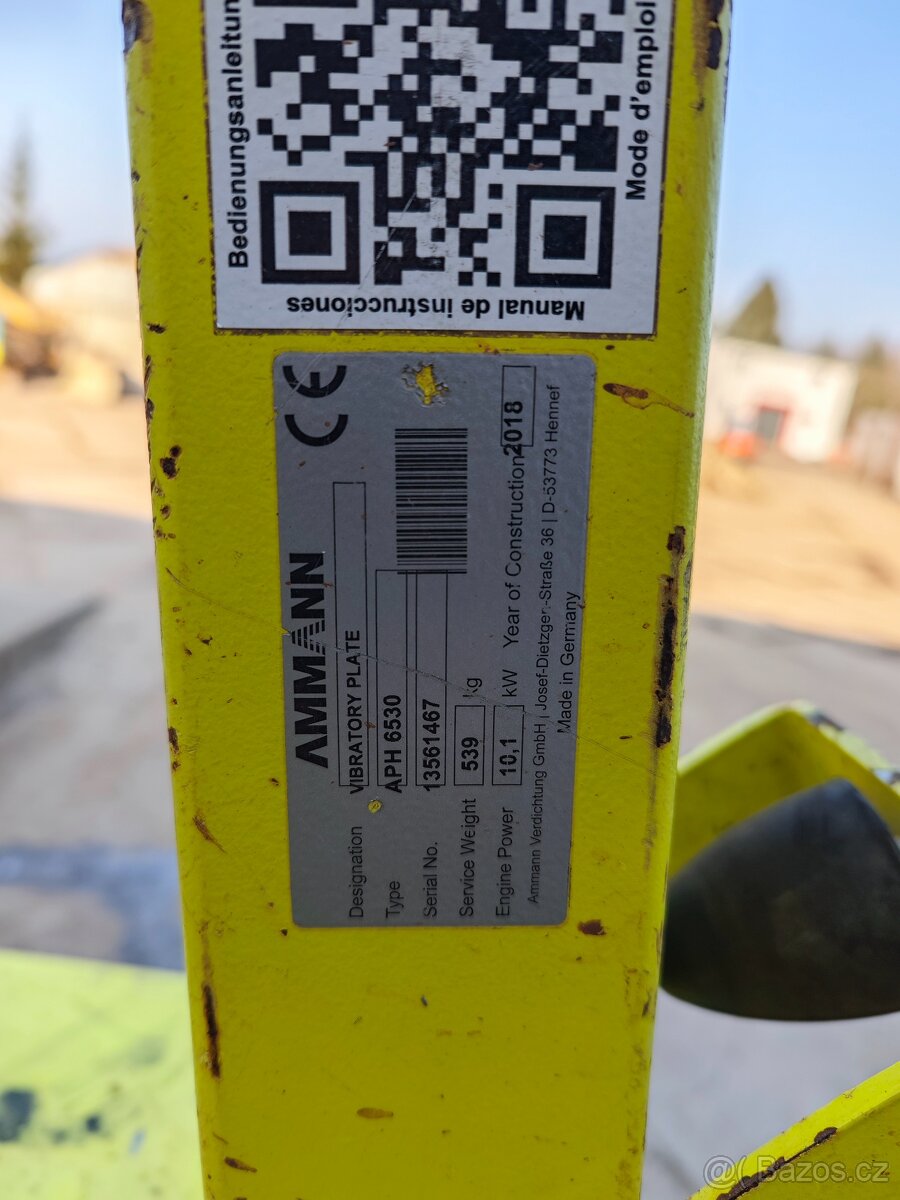 Bedienungsanleitung
Mode d'emploi
Manual de instrucciones
CE
AMMANN
Designation VIBRATORY PLATE
Type APH 6530
Serial No. 13561467
Service Weight 539 kg
Engine Power 10,1 kW Year of Construction 2018
Ammann Verdichtung GmbH | Josef-Dietzgen-Straße 36 | D-53773 Hennef
Made in Germany
@( Bazos.cz